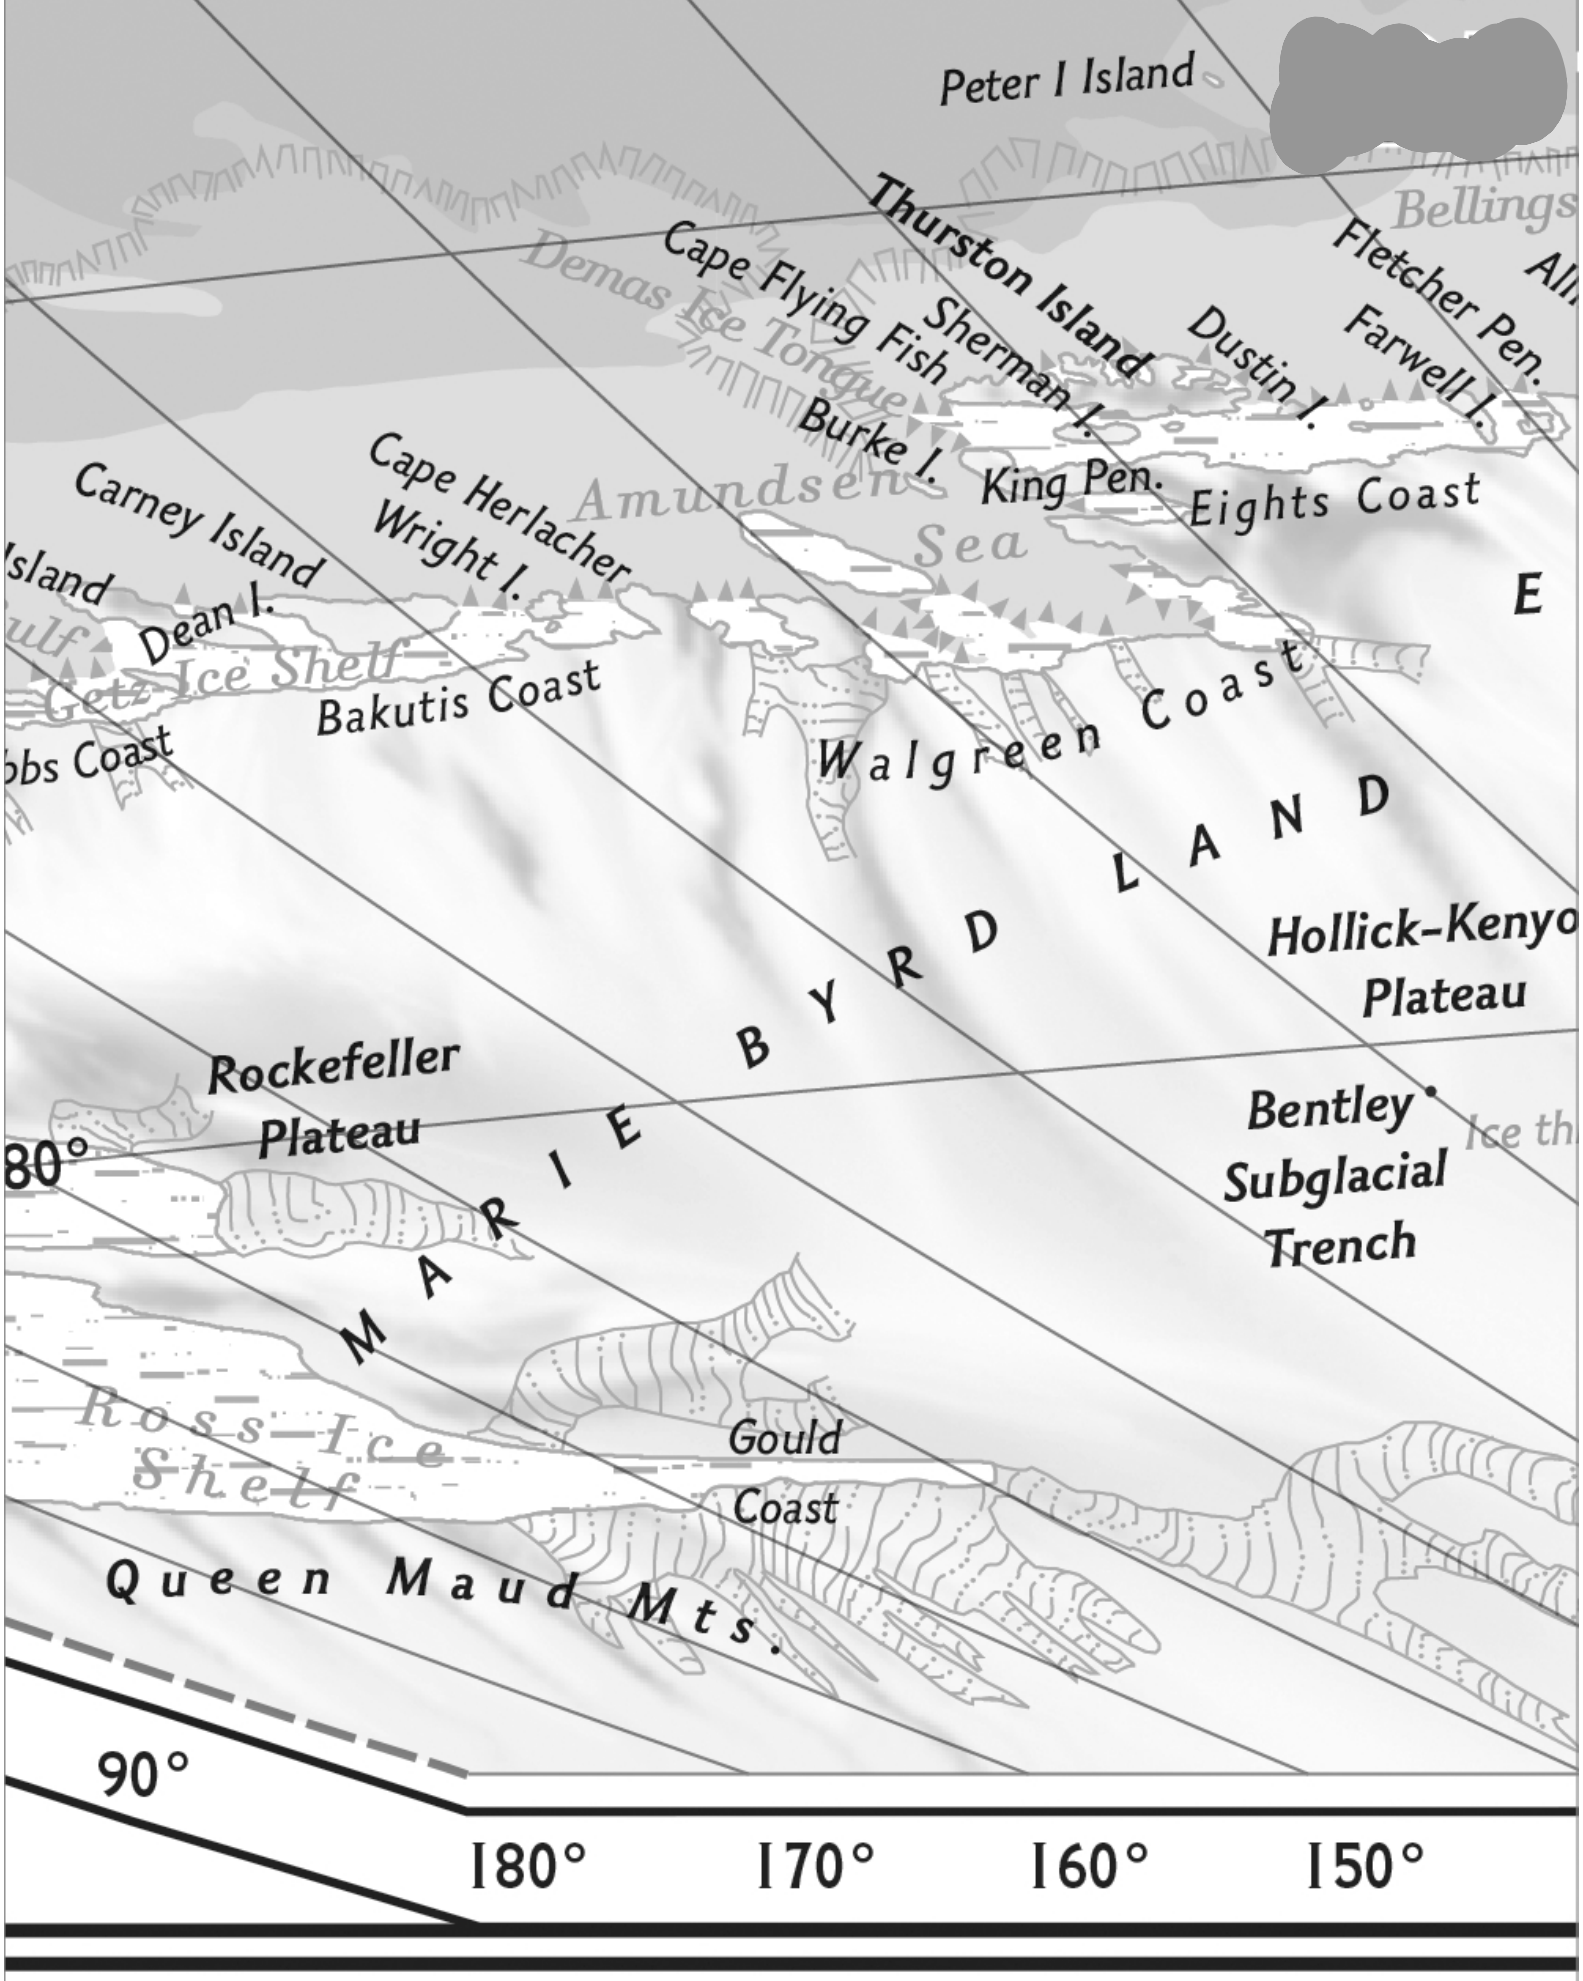 Peter I Island
Bellings
Thurston Island
Demas Ice Tongue
Cape Flying Fish
Sherman I.
Dustin I.
Fletcher Pen.
Farwell I.
Burke I.
Cape Herlacher
Wright I.
Carney Island
Island
Dean I.
Amundsen
Sea
King Pen.
Eights Coast
E
ulf
Getz Ice Shelf
Bakutis Coast
bbs Coast
Walgreen Coast
MARIE BYRD LAND
Hollick-Kenyo
Plateau
Rockefeller
Plateau
80°
Bentley
Subglacial
Trench
Ice th
Ross Ice
Shelf
Gould
Coast
Queen Maud Mts.
90°
180°
170°
160°
150°